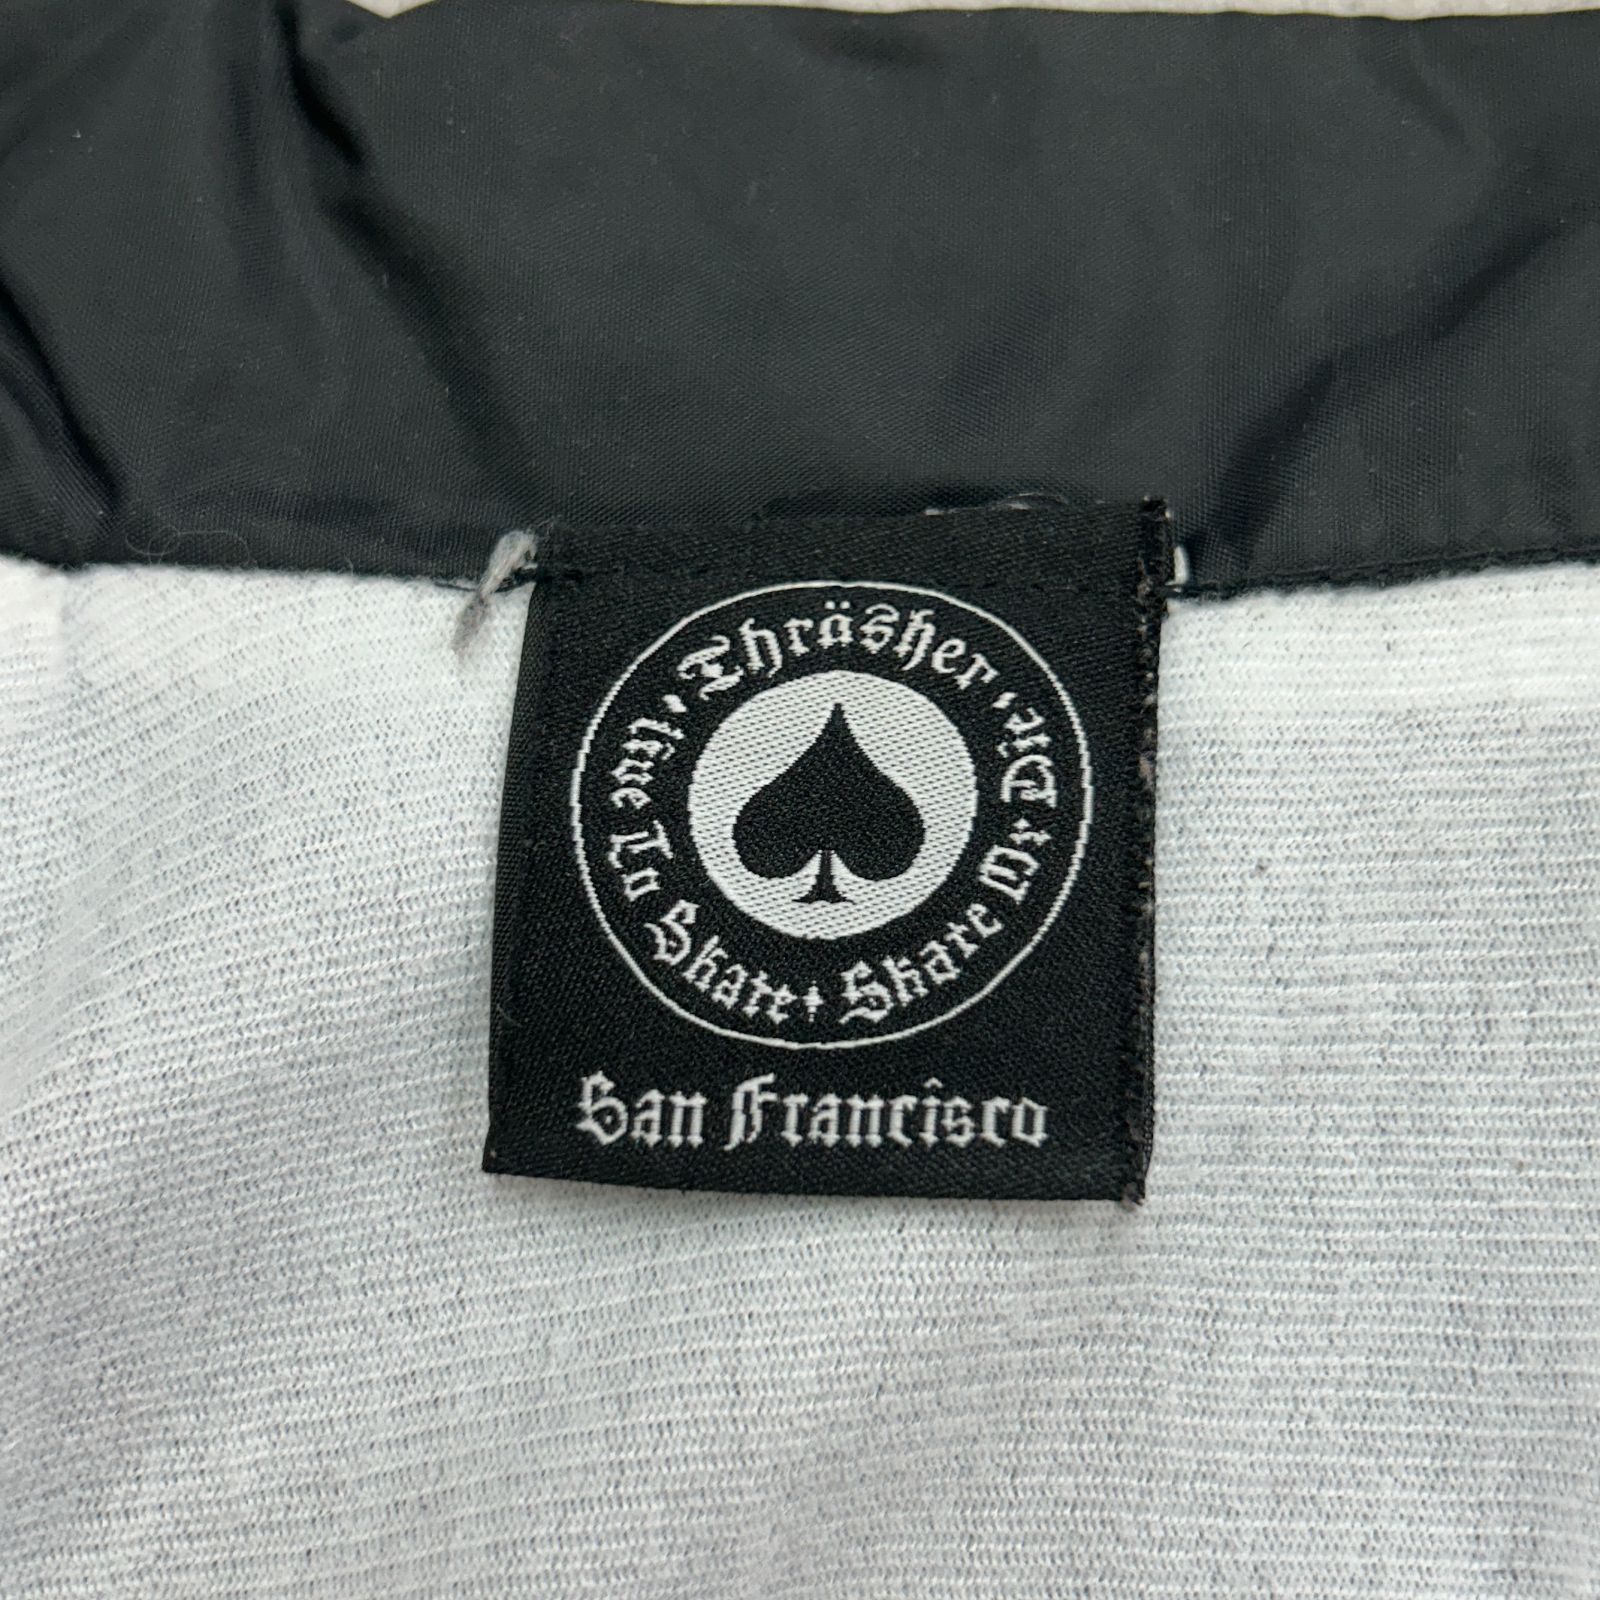 Thräsher
Live To Skate
Skate Or Die
San Francisco